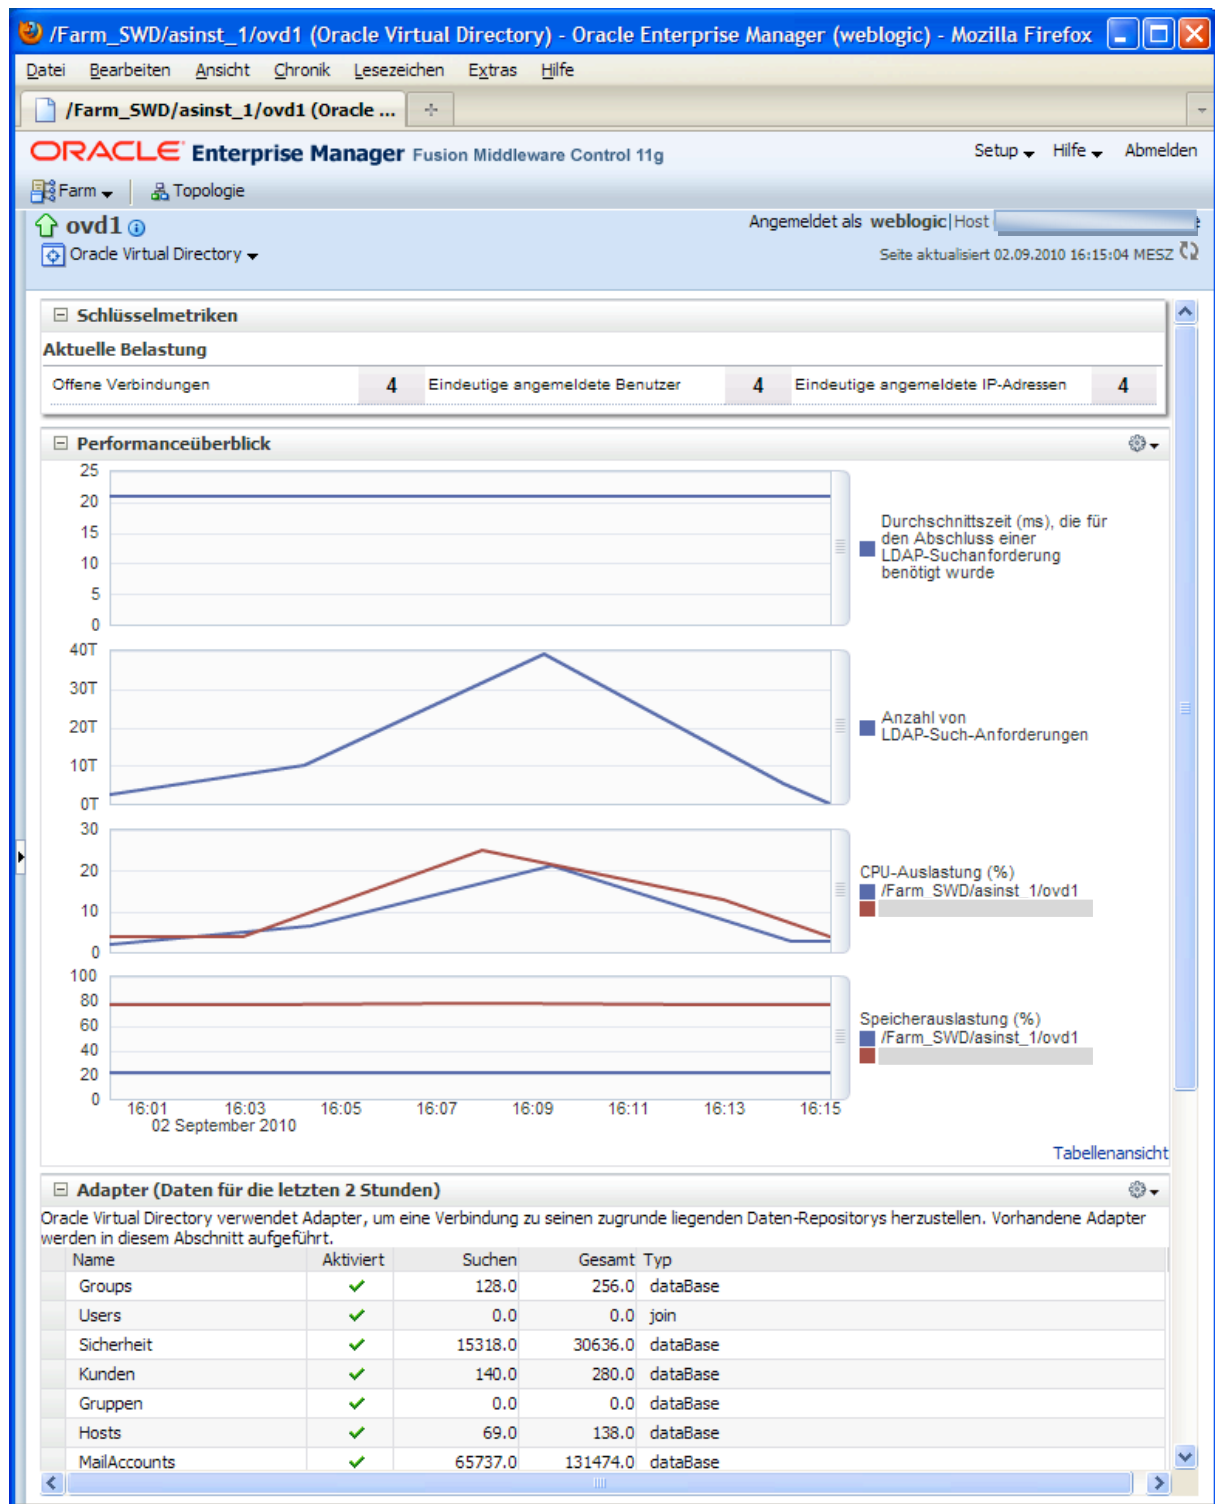 /Farm_SWD/asinst_1/ovd1 (Oracle Virtual Directory) - Oracle Enterprise Manager (weblogic) - Mozilla Firefox
Datei Bearbeiten Ansicht Chronik Lesezeichen Extras Hilfe
/Farm_SWD/asinst_1/ovd1 (Oracle ...
ORACLE Enterprise Manager Fusion Middleware Control 11g
Setup Hilfe Abmelden
Farm Topologie
ovd1
Angemeldet als weblogic|Host
Oracle Virtual Directory
Seite aktualisiert 02.09.2010 16:15:04 MESZ
Schlüsselmetriken
Aktuelle Belastung
Offene Verbindungen 4 Eindeutige angemeldete Benutzer 4 Eindeutige angemeldete IP-Adressen 4
Performanceüberblick
25
20
15
10
5
0
Durchschnittszeit (ms), die für
den Abschluss einer
LDAP-Suchanforderung
benötigt wurde
40T
30T
20T
10T
0T
Anzahl von
LDAP-Such-Anforderungen
30
20
10
0
CPU-Auslastung (%)
/Farm_SWD/asinst_1/ovd1
100
80
60
40
20
0
Speicherauslastung (%)
/Farm_SWD/asinst_1/ovd1
16:01 16:03 16:05 16:07 16:09 16:11 16:13 16:15
02 September 2010
Tabellenansicht
Adapter (Daten für die letzten 2 Stunden)
Oracle Virtual Directory verwendet Adapter, um eine Verbindung zu seinen zugrunde liegenden Daten-Repositorys herzustellen. Vorhandene Adapter
werden in diesem Abschnitt aufgeführt.
Name Aktiviert Suchen Gesamt Typ
Groups 128.0 256.0 dataBase
Users 0.0 0.0 join
Sicherheit 15318.0 30636.0 dataBase
Kunden 140.0 280.0 dataBase
Gruppen 0.0 0.0 dataBase
Hosts 69.0 138.0 dataBase
MailAccounts 65737.0 131474.0 dataBase